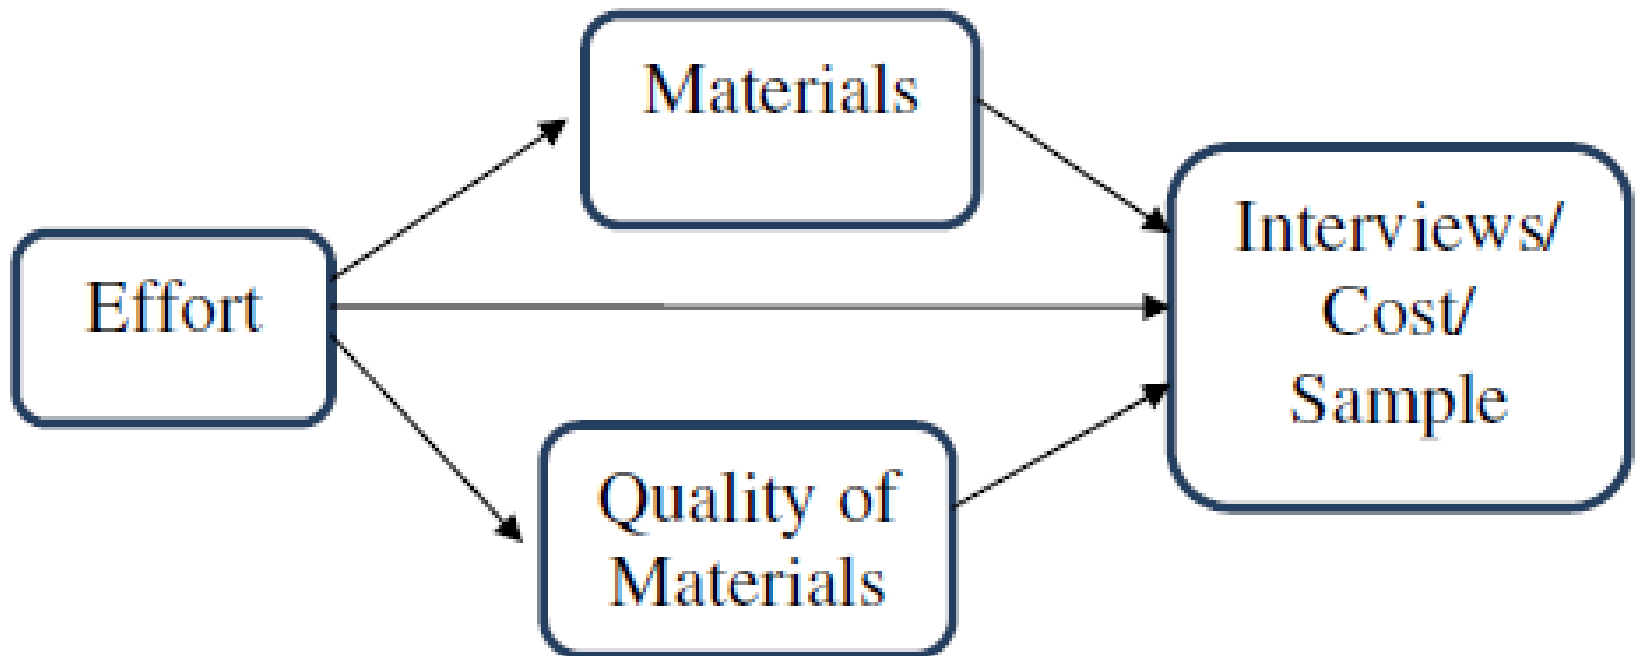 Materials
Effort
Interviews/
Cost/
Sample
Quality of
Materials